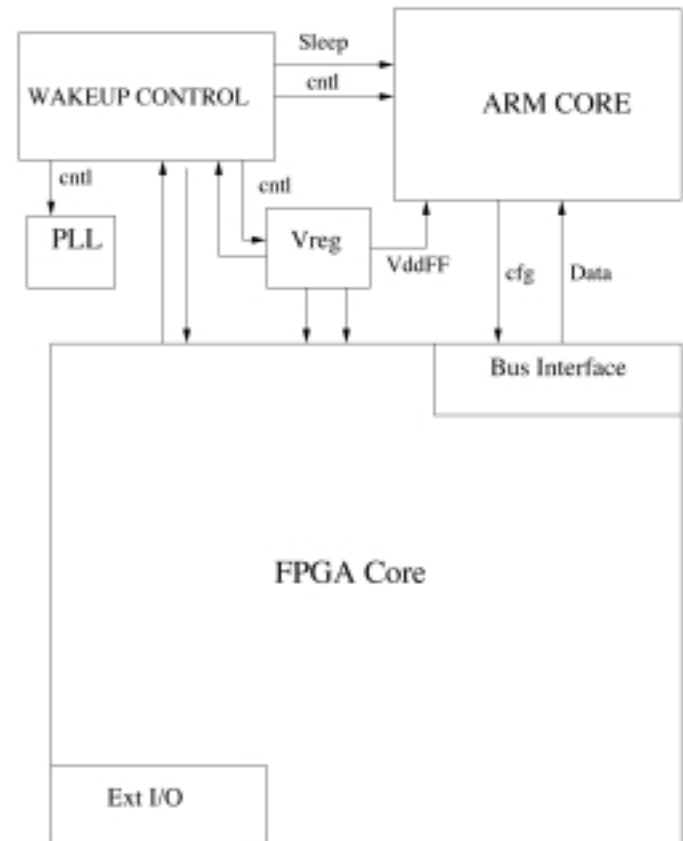 Sleep
WAKEUP CONTROL
cntl
ARM CORE
cntl
cntl
PLL
Vreg
VddFF
cfg
Data
Bus Interface
FPGA Core
Ext I/O